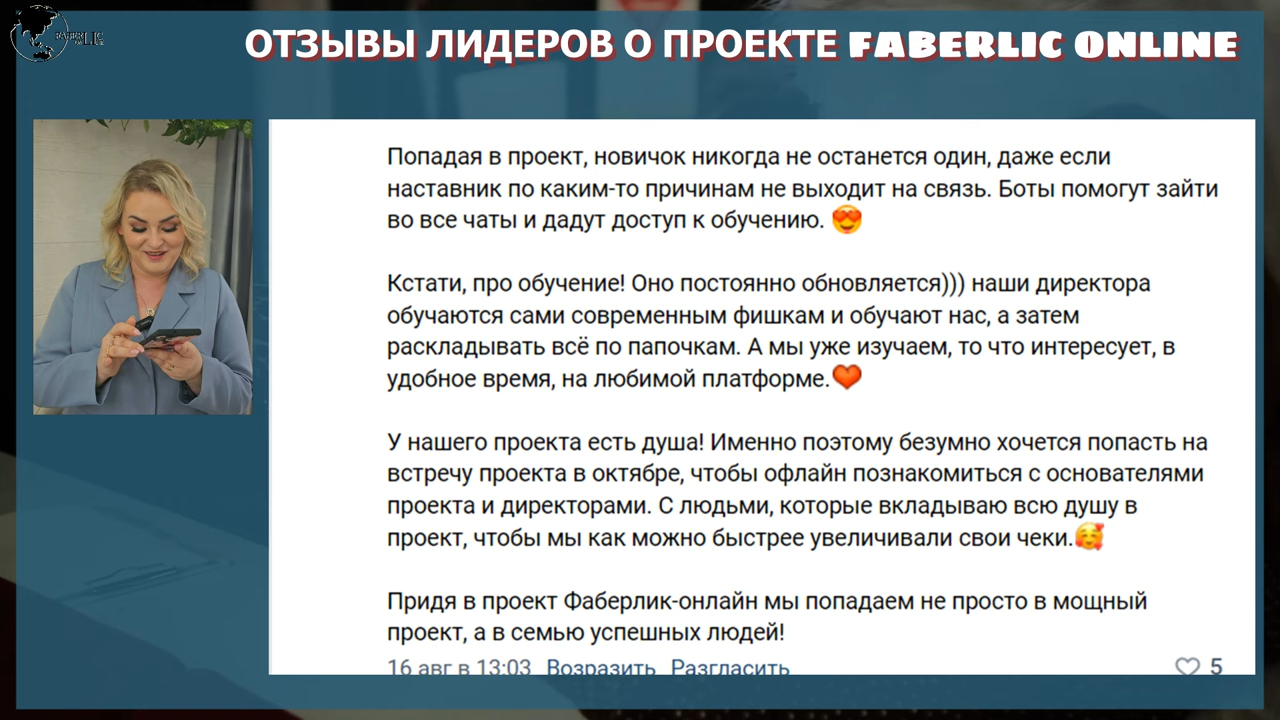 FABERLIC
ОТЗЫВЫ ЛИДЕРОВ О ПРОЕКТЕ FABERLIC ONLINE
Попадая в проект, новичок никогда не останется один, даже если
наставник по каким-то причинам не выходит на связь. Боты помогут зайти
во все чаты и дадут доступ к обучению. 😍
Кстати, про обучение! Оно постоянно обновляется))) наши директора
обучаются сами современным фишкам и обучают нас, а затем
раскладывать всё по папочкам. А мы уже изучаем, то что интересует, в
удобное время, на любимой платформе.❤️
У нашего проекта есть душа! Именно поэтому безумно хочется попасть на
встречу проекта в октябре, чтобы офлайн познакомиться с основателями
проекта и директорами. С людьми, которые вкладываю всю душу в
проект, чтобы мы как можно быстрее увеличивали свои чеки.🥰
Придя в проект Фаберлик-онлайн мы попадаем не просто в мощный
проект, а в семью успешных людей!
16 авг в 13:03 Возразить Разгласить 5